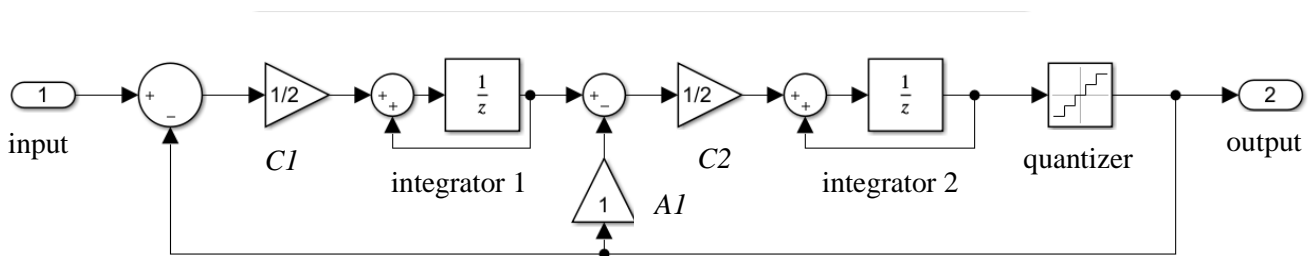 1
input
+
−
1/2
C1
+
+
1
z
integrator 1
+
−
1
A1
1/2
C2
+
+
1
z
integrator 2
quantizer
2
output